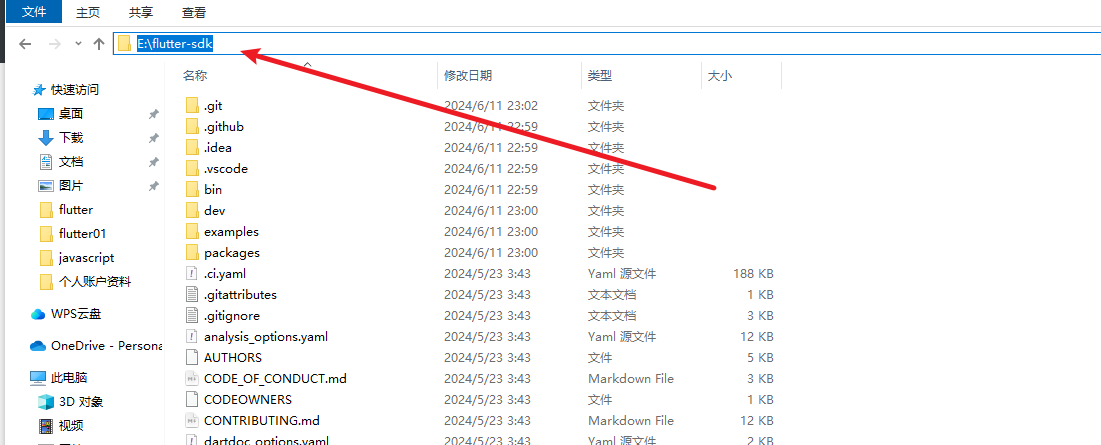 文件 主页 共享 查看
E:\flutter-sdk
名称 修改日期 类型 大小
快速访问
桌面
下载
文档
图片
flutter
flutter01
javascript
个人账户资料
WPS云盘
OneDrive - Persona
此电脑
3D 对象
视频
.git 2024/6/11 23:02 文件夹
.github 2024/6/11 22:59 文件夹
.idea 2024/6/11 22:59 文件夹
.vscode 2024/6/11 22:59 文件夹
bin 2024/6/11 22:59 文件夹
dev 2024/6/11 23:00 文件夹
examples 2024/6/11 23:00 文件夹
packages 2024/6/11 23:00 文件夹
.ci.yaml 2024/5/23 3:43 Yaml 源文件 188 KB
.gitattributes 2024/5/23 3:43 文本文档 1 KB
.gitignore 2024/5/23 3:43 文本文档 3 KB
analysis_options.yaml 2024/5/23 3:43 Yaml 源文件 12 KB
AUTHORS 2024/5/23 3:43 文件 5 KB
CODE_OF_CONDUCT.md 2024/5/23 3:43 Markdown File 3 KB
CODEOWNERS 2024/5/23 3:43 文件 1 KB
CONTRIBUTING.md 2024/5/23 3:43 Markdown File 12 KB
dartdoc_options.yaml 2024/5/23 3:43 Yaml 源文件 2 KB